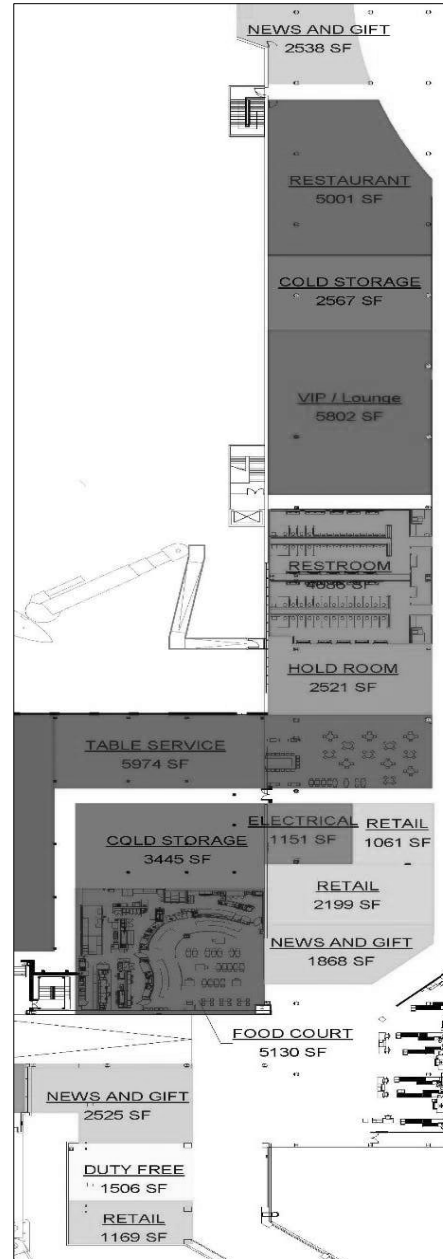 NEWS AND GIFT
2538 SF
RESTAURANT
5001 SF
COLD STORAGE
2567 SF
VIP / Lounge
5802 SF
RESTROOM
SF
HOLD ROOM
2521 SF
TABLE SERVICE
5974 SF
ELECTRICAL
1151 SF
RETAIL
1061 SF
COLD STORAGE
3445 SF
RETAIL
2199 SF
NEWS AND GIFT
1868 SF
FOOD COURT
5130 SF
NEWS AND GIFT
2525 SF
DUTY FREE
1506 SF
RETAIL
1169 SF